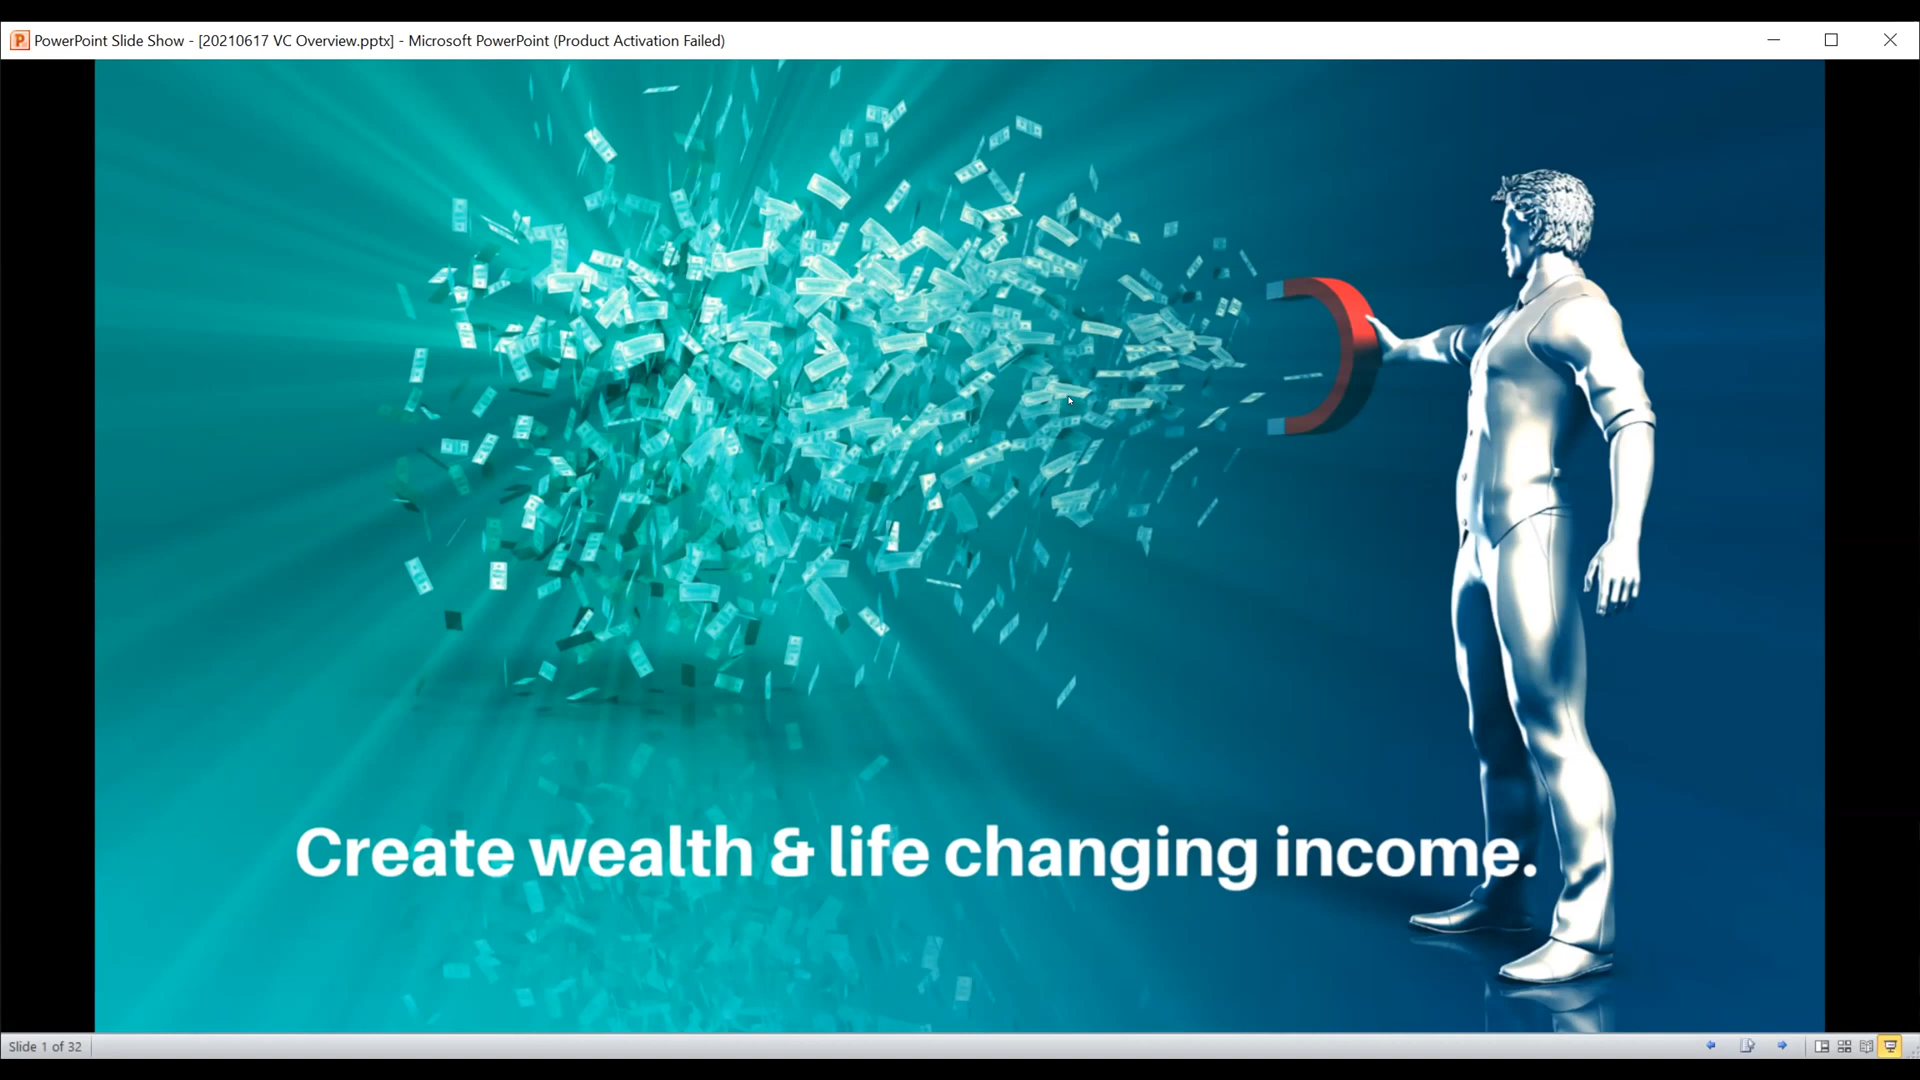 PowerPoint Slide Show - [20210617 VC Overview.pptx] - Microsoft PowerPoint (Product Activation Failed)
Create wealth & life changing income.
Slide 1 of 32